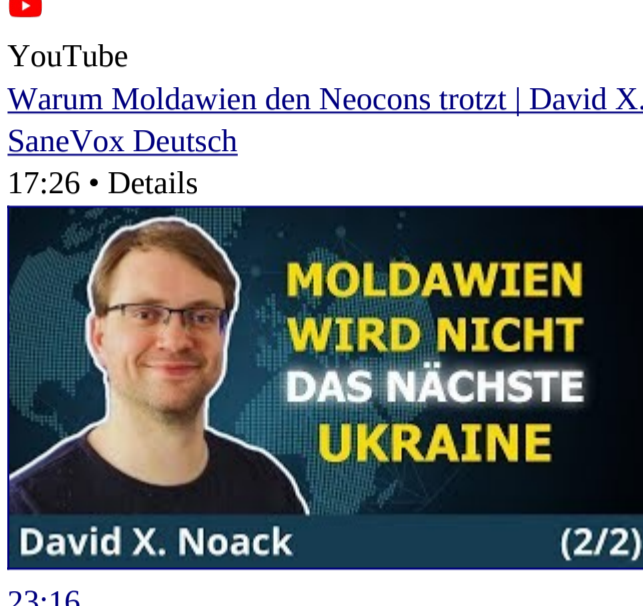 YouTube
Warum Moldawien den Neocons trotzt | David X.
SaneVox Deutsch
17:26 • Details
MOLDAWIEN
WIRD NICHT
DAS NÄCHSTE
UKRAINE
David X. Noack (2/2)
23:16